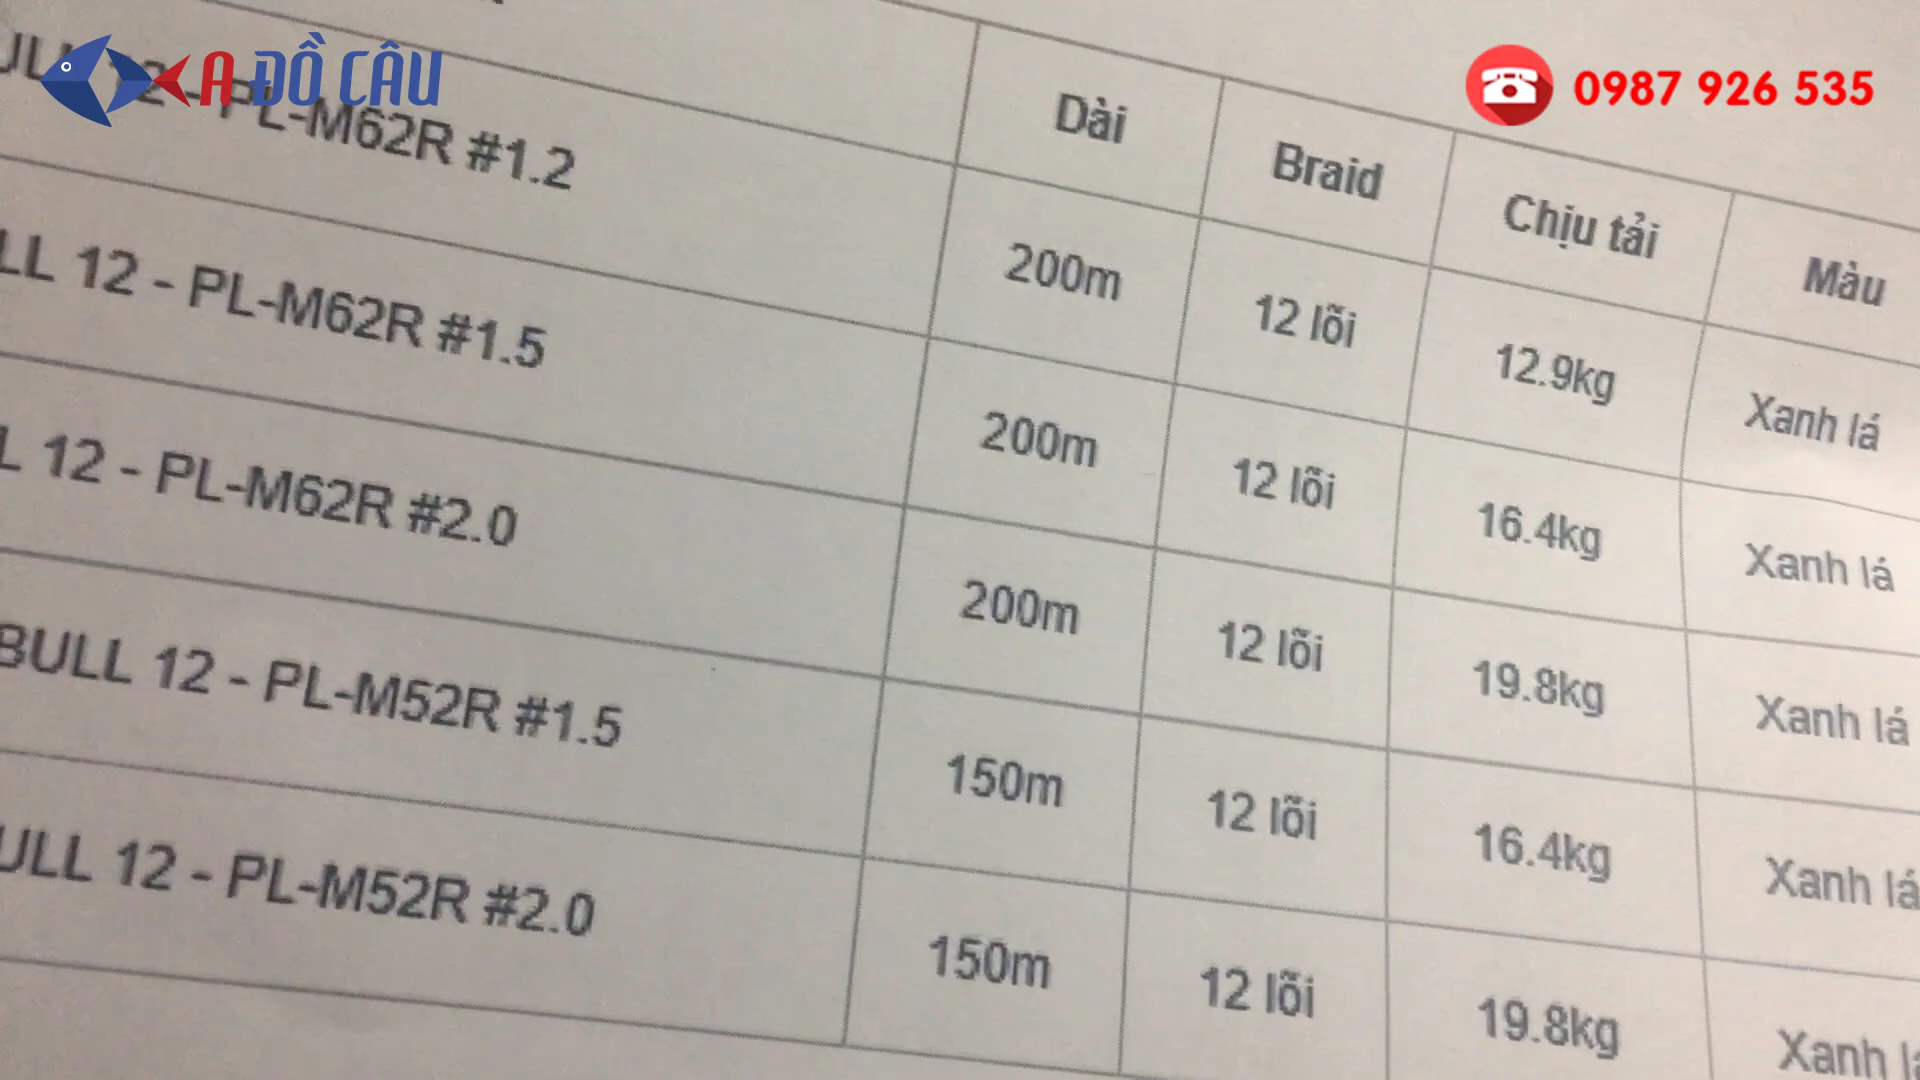 A ĐỒ CÂU
0987 926 535
Dài Braid Chịu tải Màu
12 - PL-M62R #1.2 200m 12 lõi 12.9kg Xanh lá
12 - PL-M62R #1.5 200m 12 lõi 16.4kg Xanh lá
12 - PL-M62R #2.0 200m 12 lõi 19.8kg Xanh lá
BULL 12 - PL-M52R #1.5 150m 12 lõi 16.4kg Xanh lá
ULL 12 - PL-M52R #2.0 150m 12 lõi 19.8kg Xanh lá